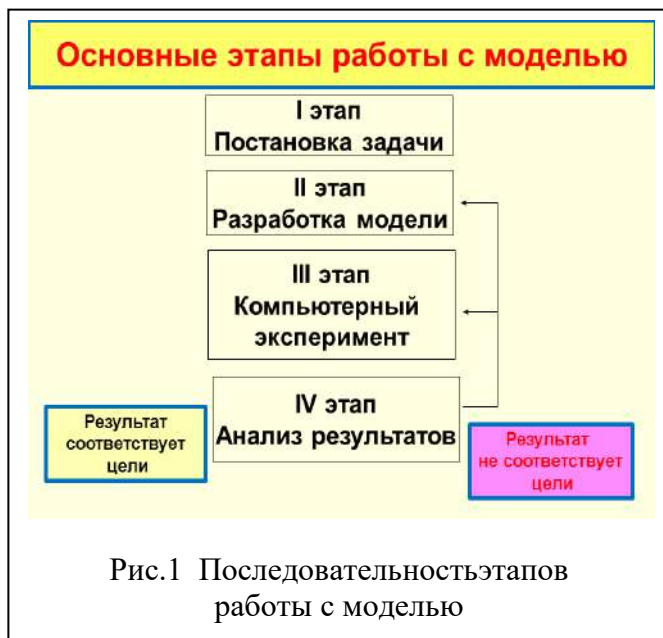 Основные этапы работы с моделью
I этап
Постановка задачи
II этап
Разработка модели
III этап
Компьютерный
эксперимент
IV этап
Анализ результатов
Результат
соответствует
цели
Результат
не соответствует
цели
Рис.1 Последовательностьэтапов
работы с моделью